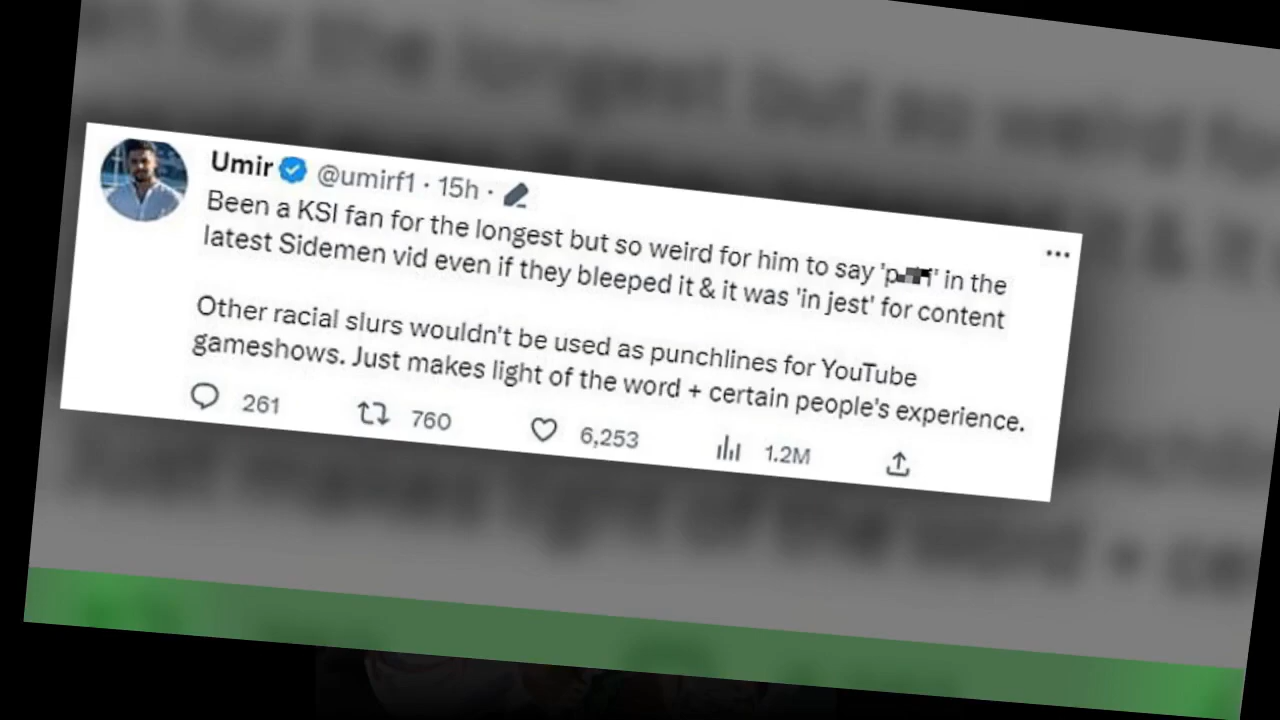 Umir @umirf1 · 15h ·
Been a KSI fan for the longest but so weird for him to say 'p
' in the
latest Sidemen vid even if they bleeped it & it was 'in jest' for content
Other racial slurs wouldn't be used as punchlines for YouTube
gameshows. Just makes light of the word + certain people's experience.
261 760 6,253 1.2M